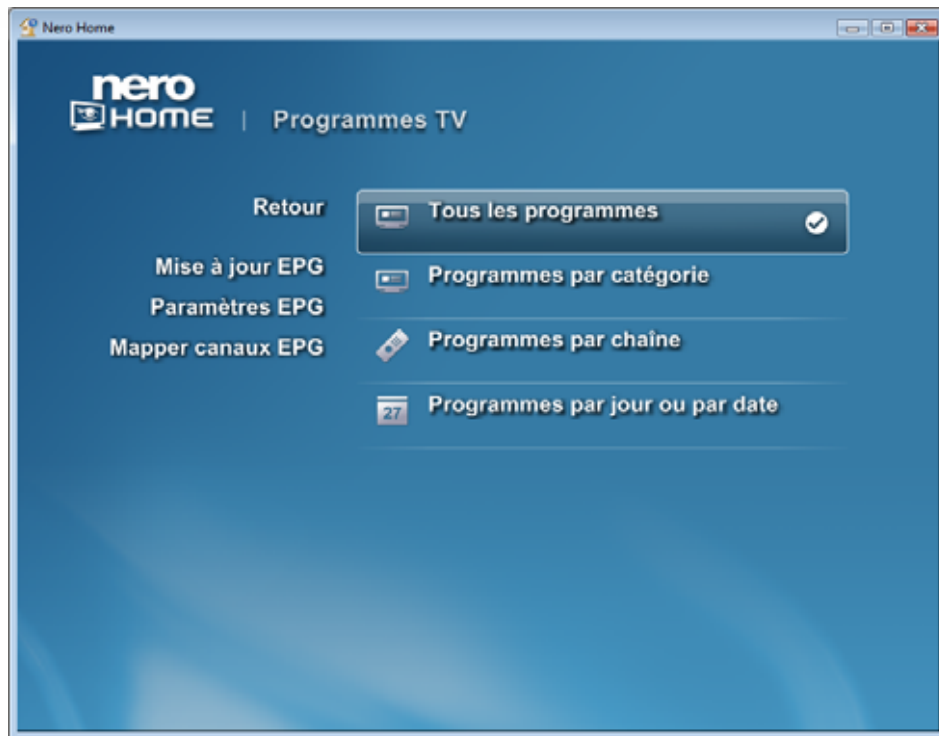 Nero Home
nero
HOME | Programmes TV
Retour
Mise à jour EPG
Paramètres EPG
Mapper canaux EPG
Tous les programmes
Programmes par catégorie
Programmes par chaîne
27
Programmes par jour ou par date